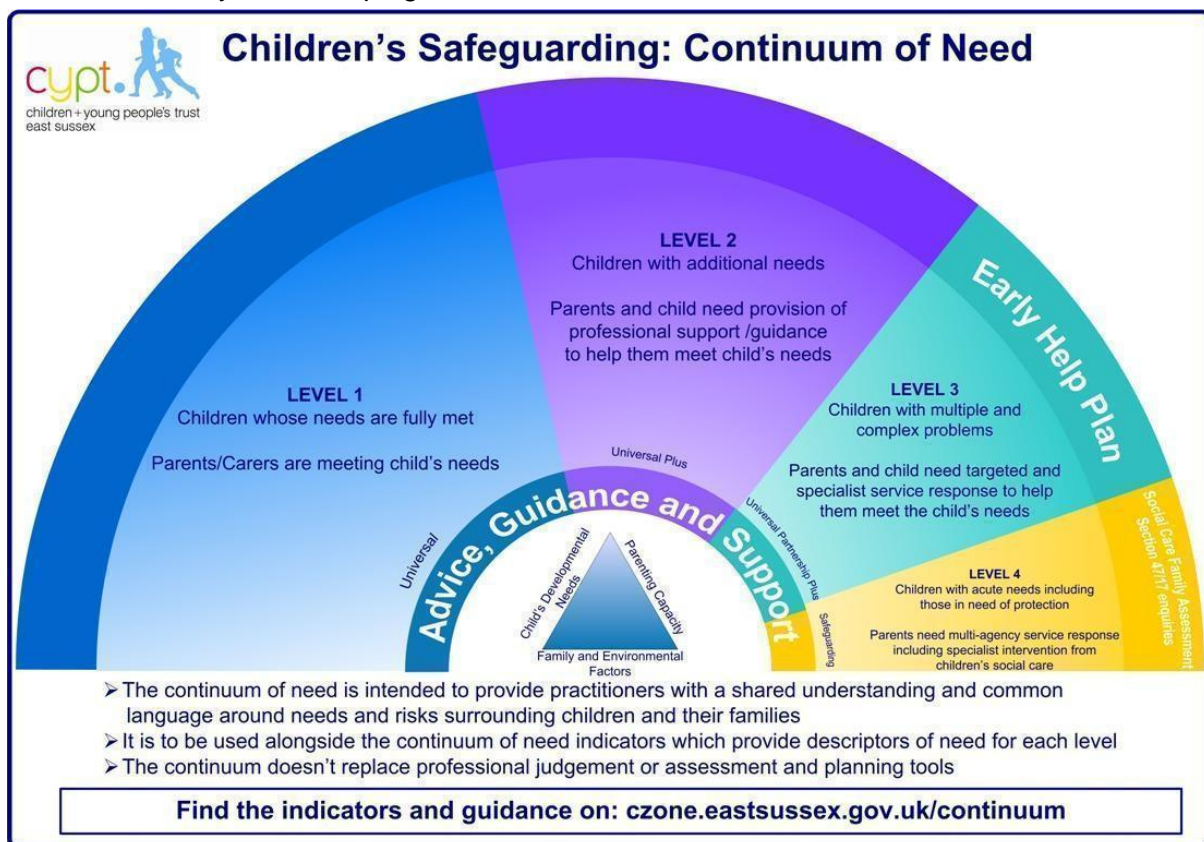 Children's Safeguarding: Continuum of Need
cypt.
children+young people's trust
east sussex
LEVEL 1
Children whose needs are fully met
Parents/Carers are meeting child's needs
LEVEL 2
Children with additional needs
Parents and child need provision of
professional support /guidance
to help them meet child's needs
LEVEL 3
Children with multiple and
complex problems
Parents and child need targeted and
specialist service response to help
them meet the child's needs
LEVEL 4
Children with acute needs including
those in need of protection
Parents need multi-agency service response
including specialist intervention from
children's social care
Early Help Plan
Social Care Family Assessment
Section 47/17 enquiries
Universal
Universal Plus
Universal Partnership Plus
Safeguarding
Advice, Guidance and Support
Child's Developmental
Needs
Parenting Capacity
Family and Environmental
Factors
➢ The continuum of need is intended to provide practitioners with a shared understanding and common
language around needs and risks surrounding children and their families
➢ It is to be used alongside the continuum of need indicators which provide descriptors of need for each level
➢ The continuum doesn't replace professional judgement or assessment and planning tools
Find the indicators and guidance on: czone.eastsussex.gov.uk/continuum